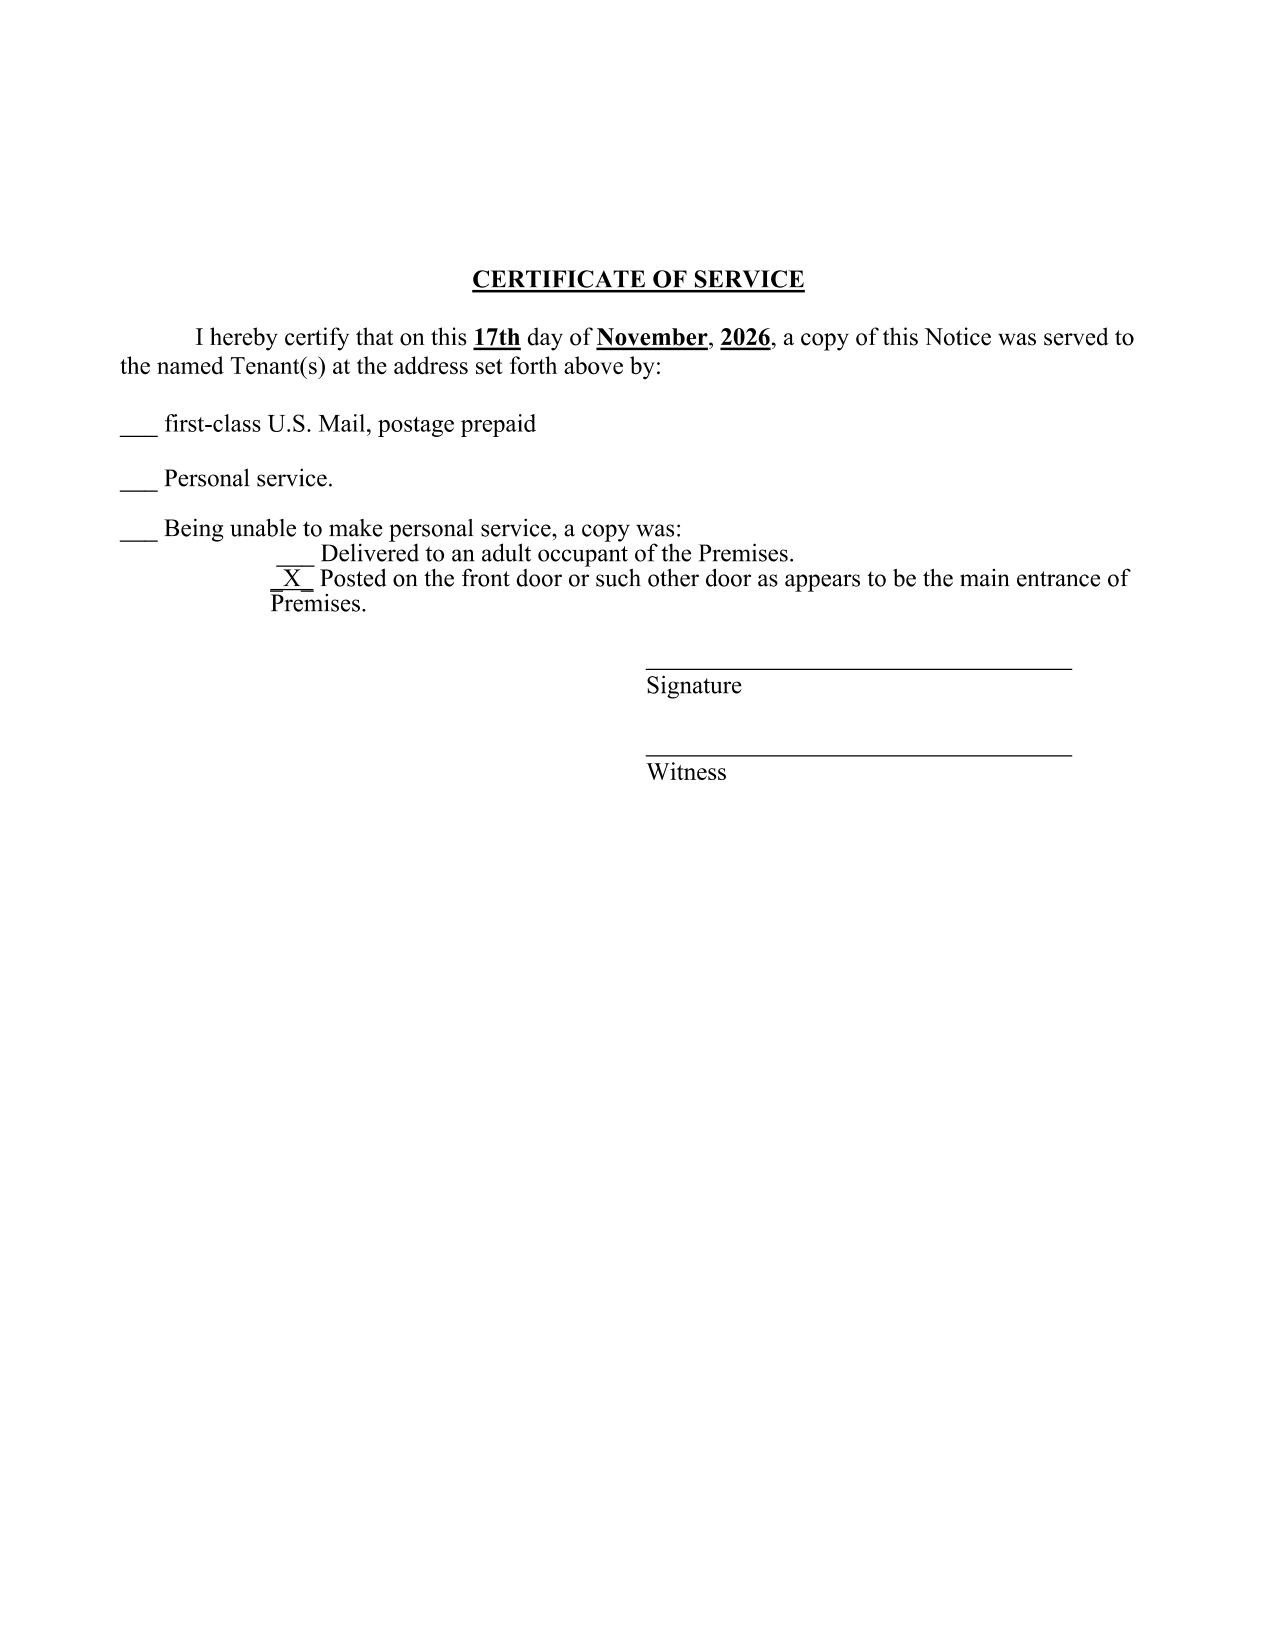 CERTIFICATE OF SERVICE
I hereby certify that on this 17th day of November, 2026, a copy of this Notice was served to
the named Tenant(s) at the address set forth above by:
___ first-class U.S. Mail, postage prepaid
___ Personal service.
___ Being unable to make personal service, a copy was:
___ Delivered to an adult occupant of the Premises.
_X_ Posted on the front door or such other door as appears to be the main entrance of
Premises.
Signature
Witness